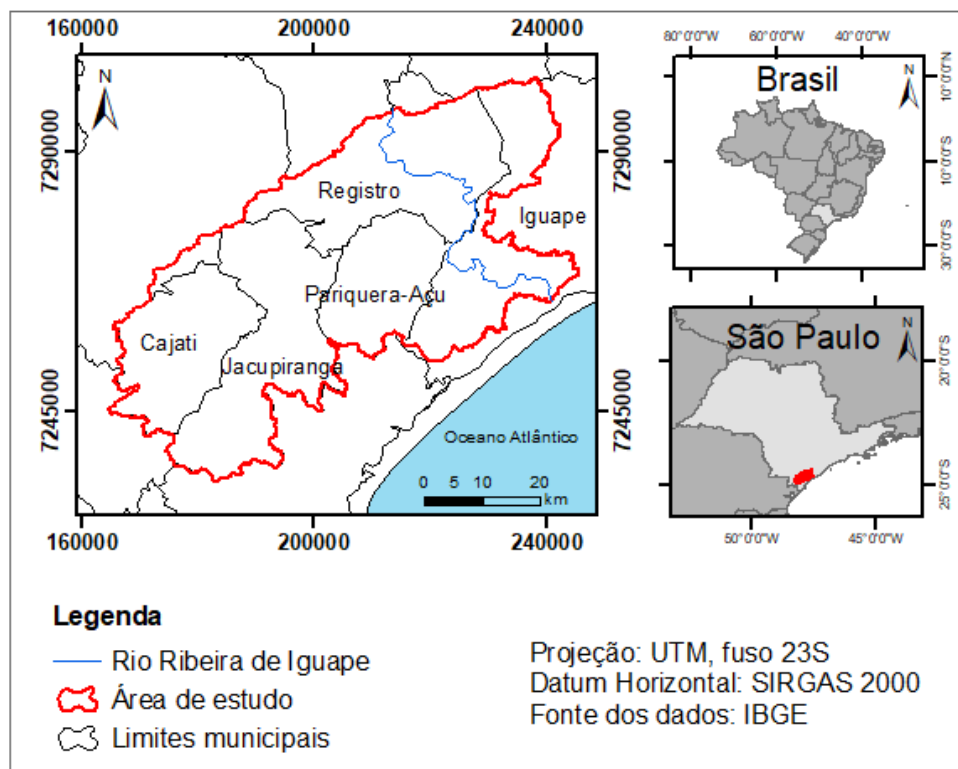 160000 200000 240000
N
7290000
7290000
Registro
Iguape
Pariquera-Açu
Cajati
Jacupiranga
7245000
7245000
Oceano Atlântico
0 5 10 20
km
160000 200000 240000
80°0'0"W 60°0'0"W 40°0'0"W
Brasil
N
10°0'0"N
10°0'0"S
30°0'0"S
São Paulo
N
20°0'0"S
25°0'0"S
50°0'0"W 45°0'0"W
Legenda
Rio Ribeira de Iguape
Área de estudo
Limites municipais
Projeção: UTM, fuso 23S
Datum Horizontal: SIRGAS 2000
Fonte dos dados: IBGE